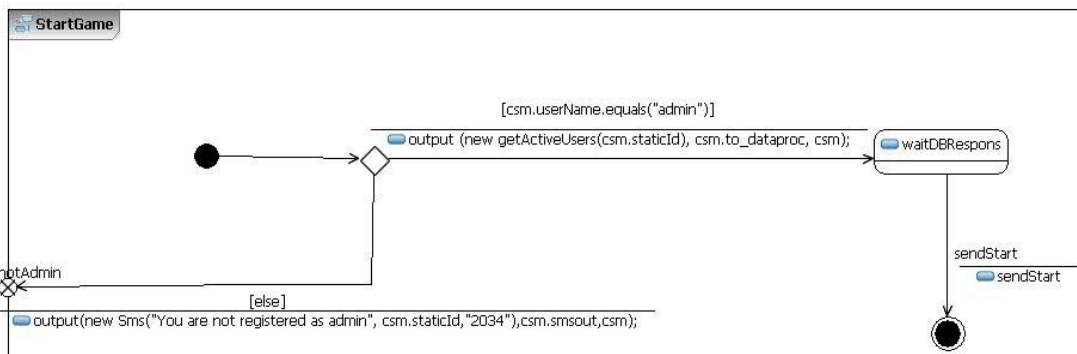 StartGame
[csm.userName.equals("admin")]
output (new getActiveUsers(csm.staticId), csm.to_dataproc, csm);
waitDBRespons
sendStart
sendStart
notAdmin
[else]
output(new Sms("You are not registered as admin", csm.staticId,"2034"),csm.smsout,csm);